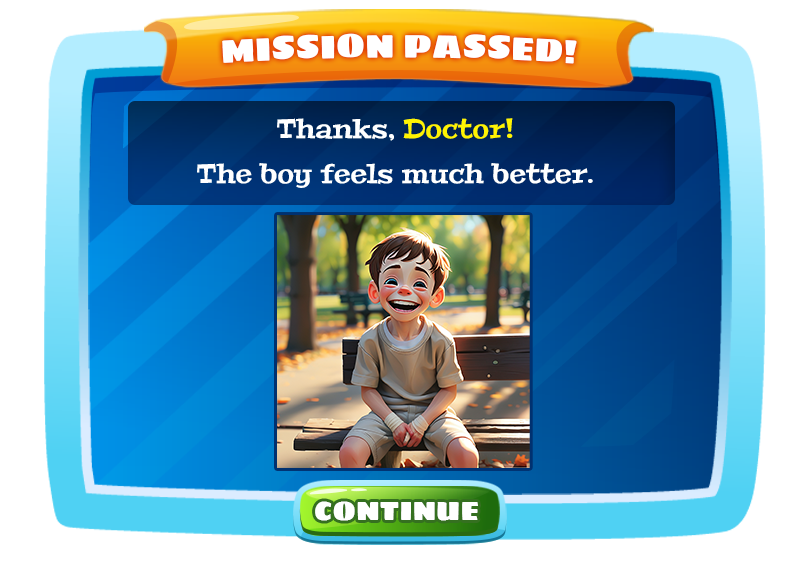 MISSION PASSED!
Thanks, Doctor!
The boy feels much better.
CONTINUE